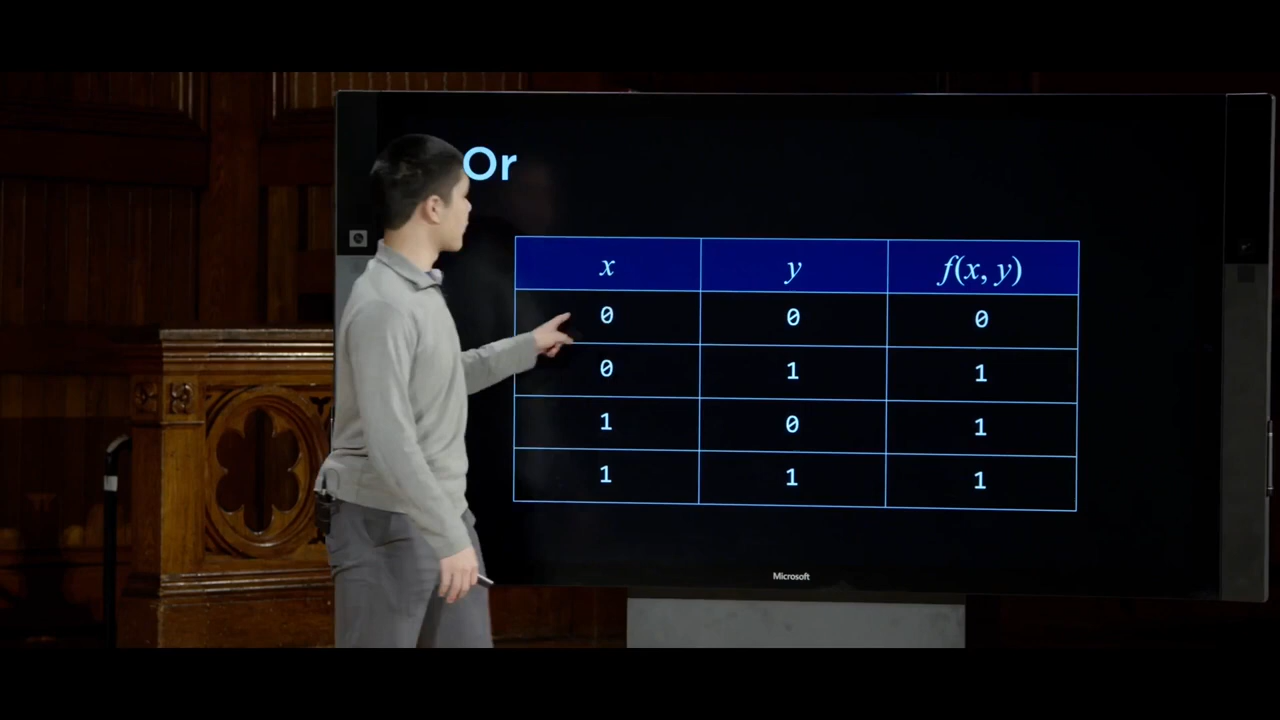 Or
x y f(x, y)
0 0 0
0 1 1
1 0 1
1 1 1
Microsoft